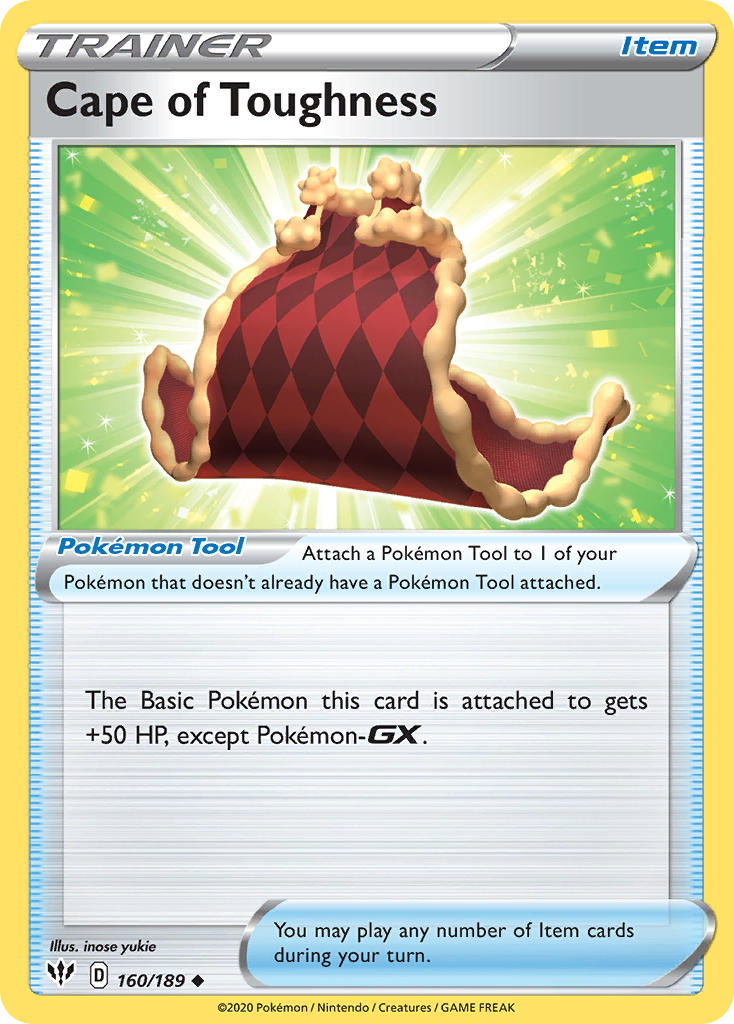 TRAINER
Item
Cape of Toughness
Pokémon Tool
Attach a Pokémon Tool to 1 of your
Pokémon that doesn't already have a Pokémon Tool attached.
The Basic Pokémon this card is attached to gets
+50 HP, except Pokémon-GX.
You may play any number of Item cards
during your turn.
Illus. inose yukie
D 160/189
©2020 Pokémon / Nintendo / Creatures / GAME FREAK